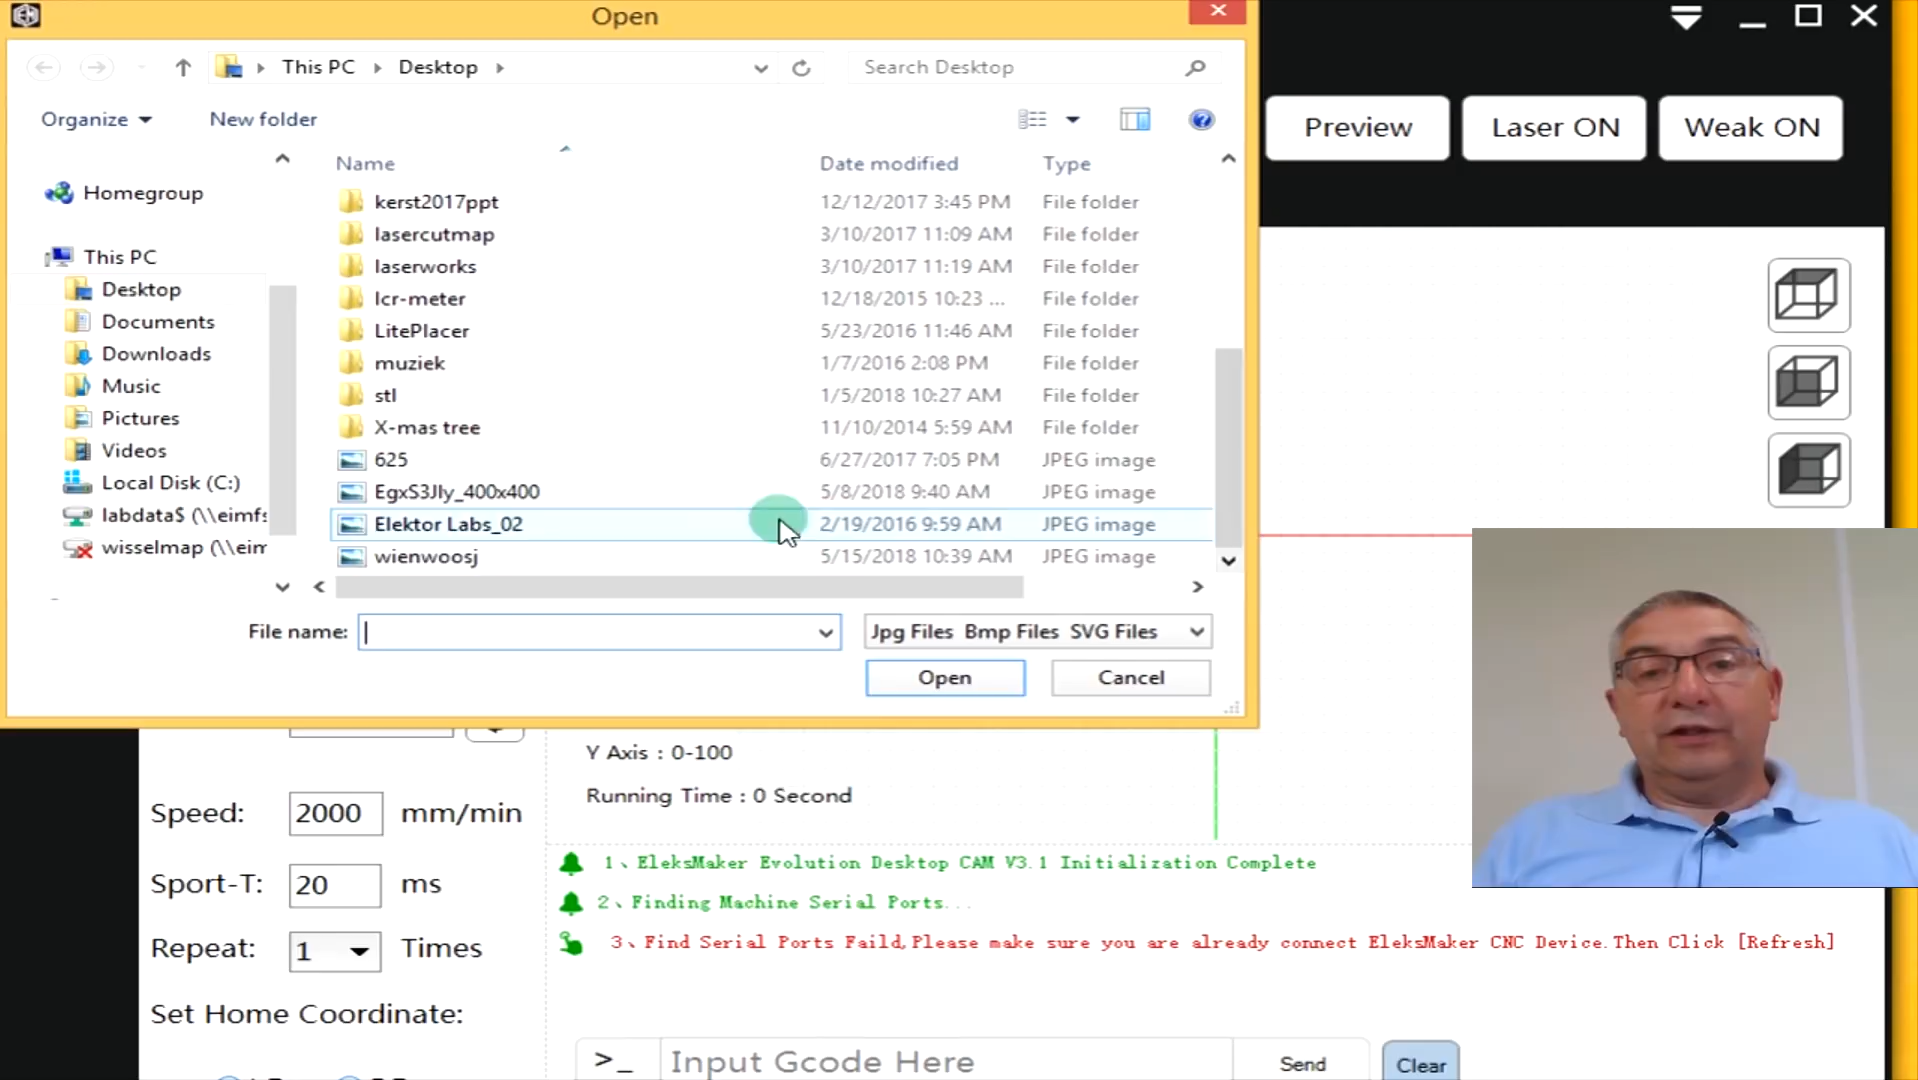 Open
This PC
Desktop
Search Desktop
Organize
New folder
Preview
Laser ON
Weak ON
Name
Date modified
Type
Homegroup
This PC
Desktop
Documents
Downloads
Music
Pictures
Videos
Local Disk (C:)
labdata$ (\\eimfs
wisselmap (\\eim
kerst2017ppt 12/12/2017 3:45 PM File folder
lasercutmap 3/10/2017 11:09 AM File folder
laserworks 3/10/2017 11:19 AM File folder
lcr-meter 12/18/2015 10:23 ... File folder
LitePlacer 5/23/2016 11:46 AM File folder
muziek 1/7/2016 2:08 PM File folder
stl 1/5/2018 10:27 AM File folder
X-mas tree 11/10/2014 5:59 AM File folder
625 6/27/2017 7:05 PM JPEG image
EgxS3Jly_400x400 5/8/2018 9:40 AM JPEG image
Elektor Labs_02 2/19/2016 9:59 AM JPEG image
wienwoosj 5/15/2018 10:39 AM JPEG image
File name:
Jpg Files Bmp Files SVG Files
Open
Cancel
Y Axis : 0-100
Running Time : 0 Second
Speed: 2000 mm/min
Sport-T: 20 ms
Repeat: 1 Times
Set Home Coordinate:
1、EleksMaker Evolution Desktop CAM V3.1 Initialization Complete
2、Finding Machine Serial Ports...
3、Find Serial Ports Faild,Please make sure you are already connect EleksMaker CNC Device.Then Click [Refresh]
>_ Input Gcode Here
Send
Clear